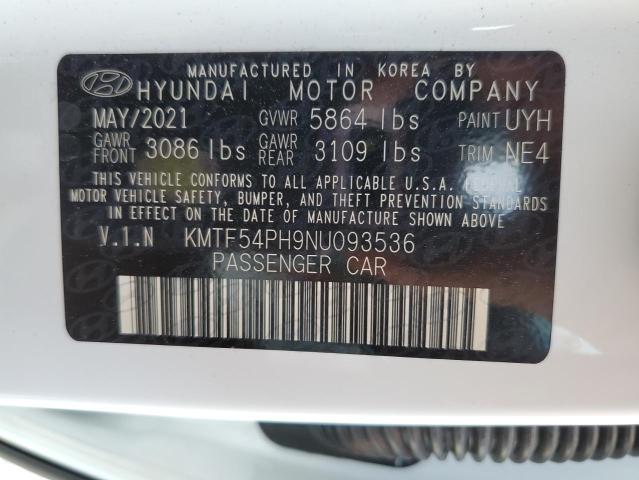 MANUFACTURED IN KOREA BY
HYUNDAI MOTOR COMPANY
MAY/2021 GVWR 5864 lbs PAINT UYH
GAWR FRONT 3086 lbs GAWR REAR 3109 lbs TRIM NE4
THIS VEHICLE CONFORMS TO ALL APPLICABLE U.S.A. FEDERAL
MOTOR VEHICLE SAFETY, BUMPER, AND THEFT PREVENTION STANDARDS
IN EFFECT ON THE DATE OF MANUFACTURE SHOWN ABOVE.
V.I.N KMTF54PH9NU093536
PASSENGER CAR